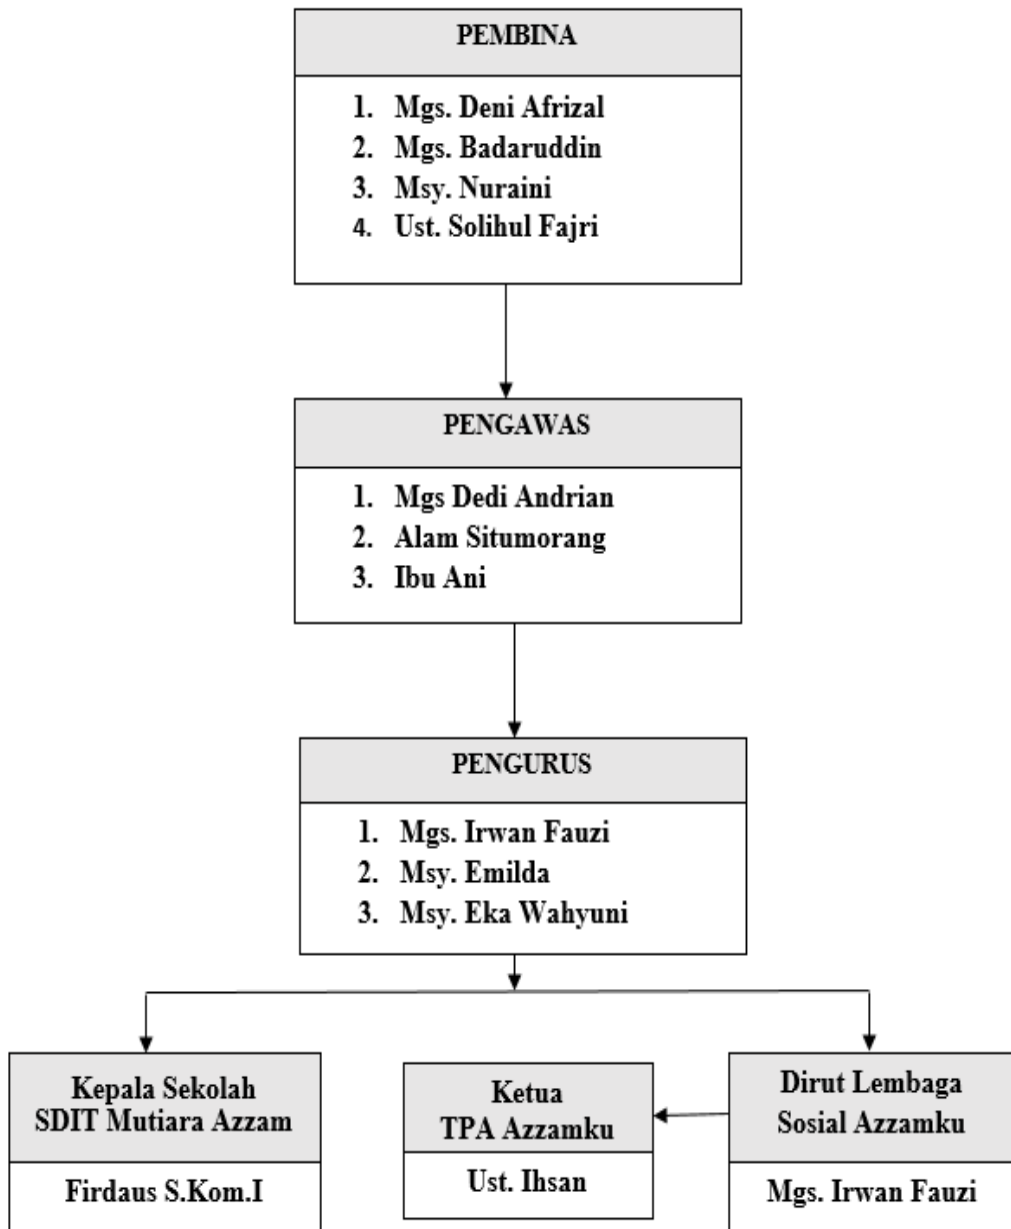 PEMBINA
1. Mgs. Deni Afrizal
2. Mgs. Badaruddin
3. Msy. Nuraini
4. Ust. Solihul Fajri
PENGAWAS
1. Mgs Dedi Andrian
2. Alam Situmorang
3. Ibu Ani
PENGURUS
1. Mgs. Irwan Fauzi
2. Msy. Emilda
3. Msy. Eka Wahyuni
Kepala Sekolah
SDIT Mutiara Azzam
Firdaus S.Kom.I
Ketua
TPA Azzamku
Ust. Ihsan
Dirut Lembaga
Sosial Azzamku
Mgs. Irwan Fauzi